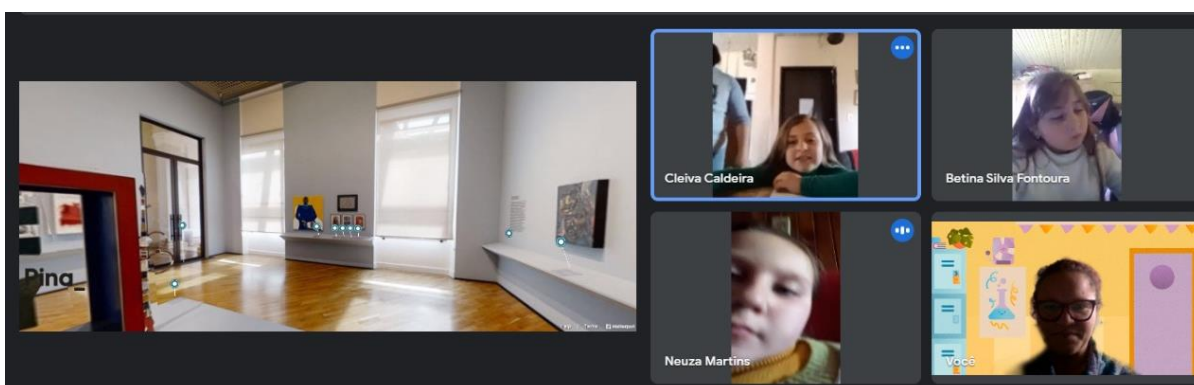 Pina_
Cleiva Caldeira
Betina Silva Fontoura
Neuza Martins
Você